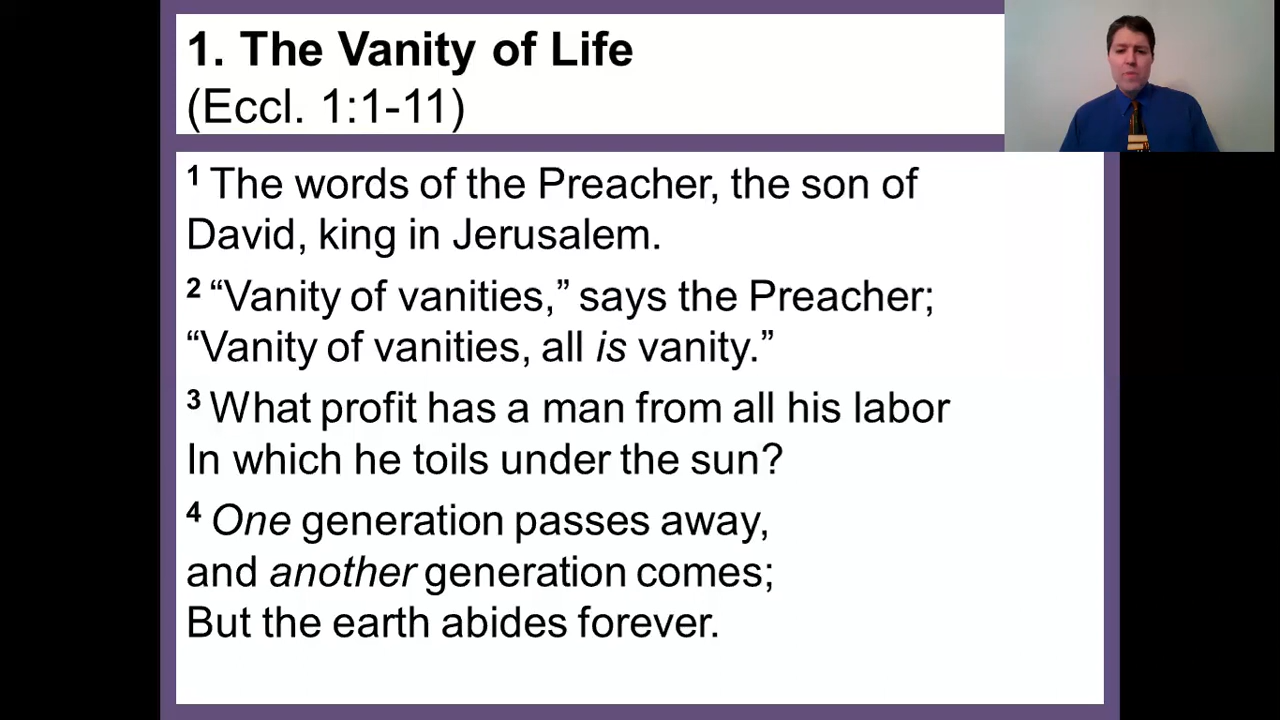 1. The Vanity of Life
(Eccl. 1:1-11)
1 The words of the Preacher, the son of
David, king in Jerusalem.
2 “Vanity of vanities,” says the Preacher;
“Vanity of vanities, all is vanity.”
3 What profit has a man from all his labor
In which he toils under the sun?
4 One generation passes away,
and another generation comes;
But the earth abides forever.